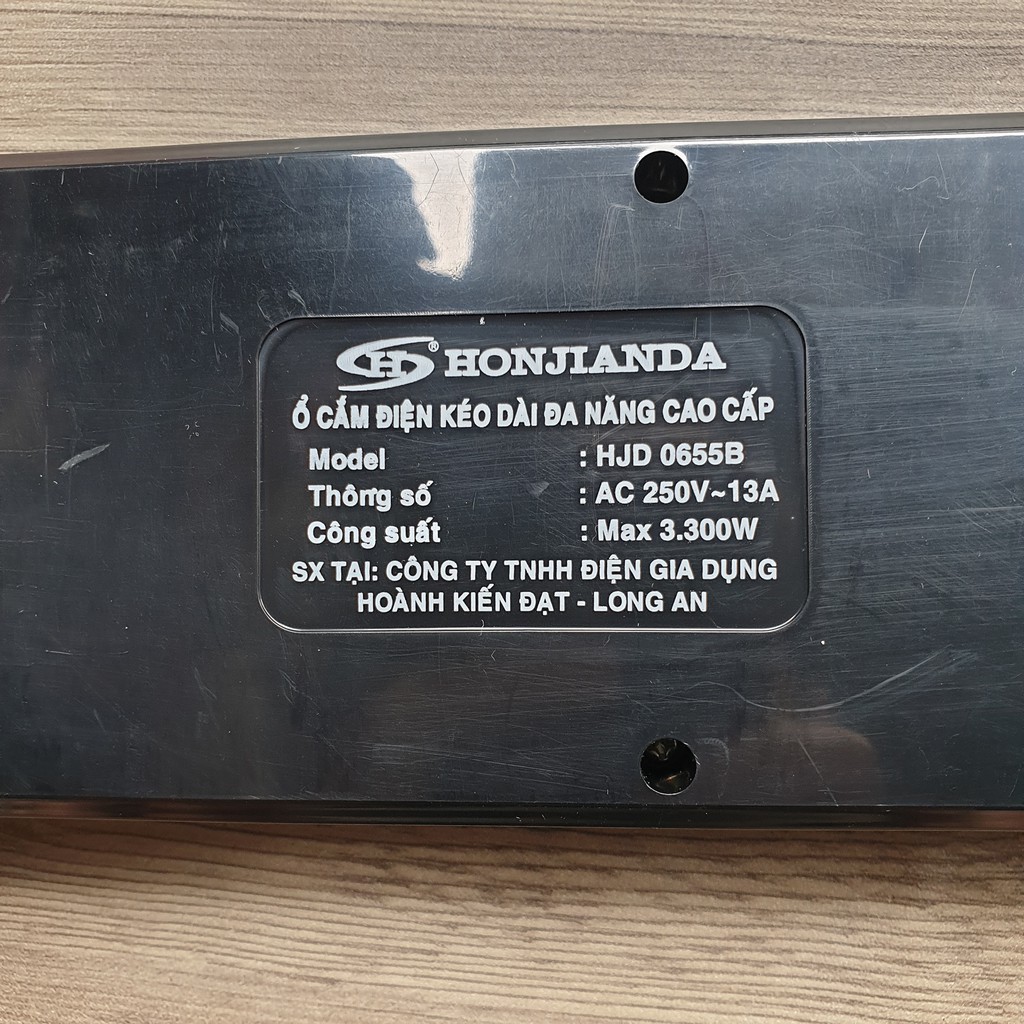 SH® HONJIANDA
Ổ CẮM ĐIỆN KÉO DÀI ĐA NĂNG CAO CẤP
Model : HJD 0655B
Thông số : AC 250V~13A
Công suất : Max 3.300W
SX TẠI: CÔNG TY TNHH ĐIỆN GIA DỤNG
HOÀNH KIẾN ĐẠT - LONG AN